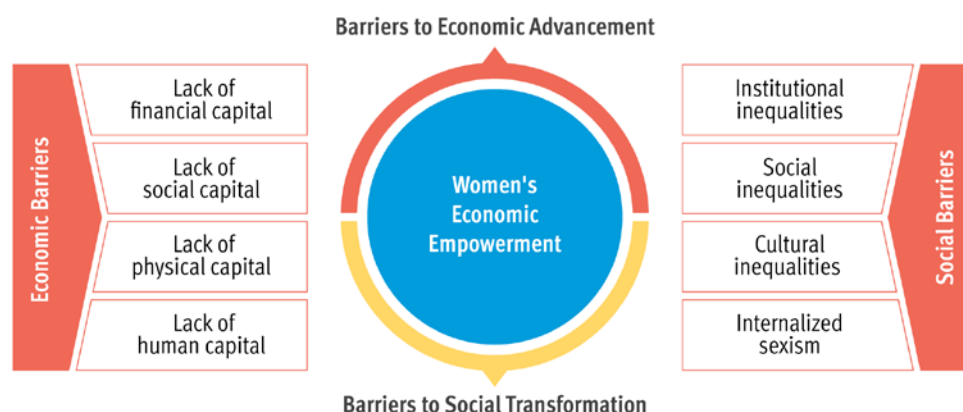 Barriers to Economic Advancement
Economic Barriers
Lack of
financial capital
Lack of
social capital
Lack of
physical capital
Lack of
human capital
Women's
Economic
Empowerment
Institutional
inequalities
Social
inequalities
Cultural
inequalities
Internalized
sexism
Social Barriers
Barriers to Social Transformation